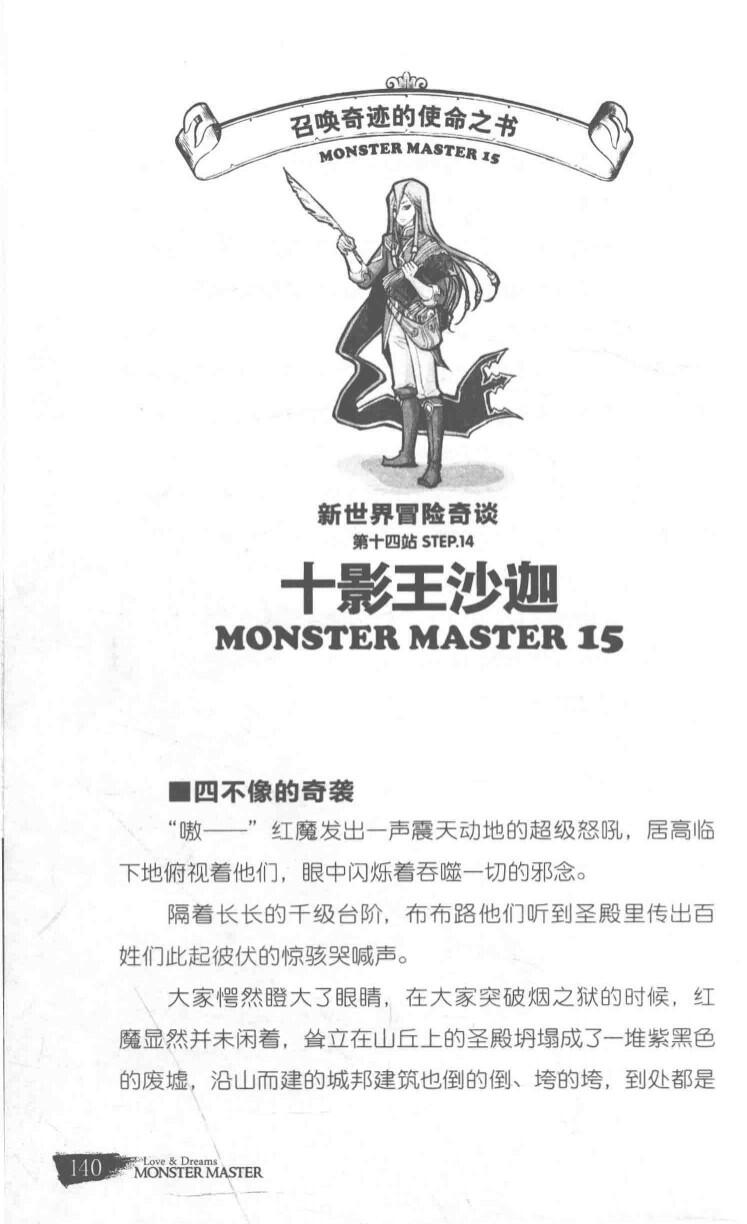 召唤奇迹的使命之书
MONSTER MASTER 15
新世界冒险奇谈
第十四站 STEP.14
十影王沙迦
MONSTER MASTER 15
■四不像的奇袭
“嗷——”红魔发出一声震天动地的超级怒吼，居高临
下地俯视着他们，眼中闪烁着吞噬一切的邪念。
隔着长长的千级台阶，布布路他们听到圣殿里传出百
姓们此起彼伏的惊骇哭喊声。
大家愕然瞪大了眼睛，在大家突破烟之狱的时候，红
魔显然并未闲着，耸立在山丘上的圣殿坍塌成了一堆紫黑色
的废墟，沿山而建的城邦建筑也倒的倒、垮的垮，到处都是
140
Love & Dreams
MONSTER MASTER